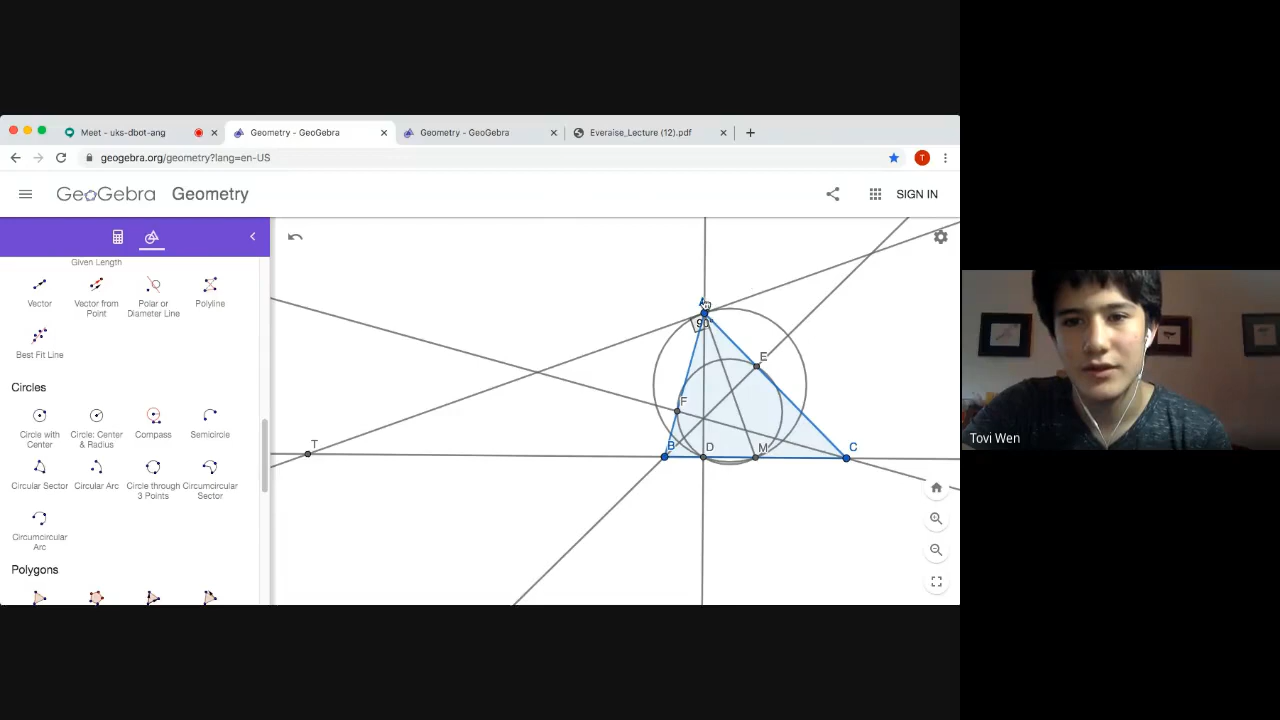 Meet - uks-dbot-ang
Geometry - GeoGebra
Geometry - GeoGebra
Everaise_Lecture (12).pdf
geogebra.org/geometry?lang=en-US
T
GeoGebra Geometry
SIGN IN
Given Length
Vector
Vector from Point
Polar or Diameter Line
Polyline
Best Fit Line
Circles
Circle with Center
Circle: Center & Radius
Compass
Semicircle
Circular Sector
Circular Arc
Circle through 3 Points
Circumcircular Sector
Circumcircular Arc
Polygons
90°
E
F
T
B
D
M
C
Tovi Wen